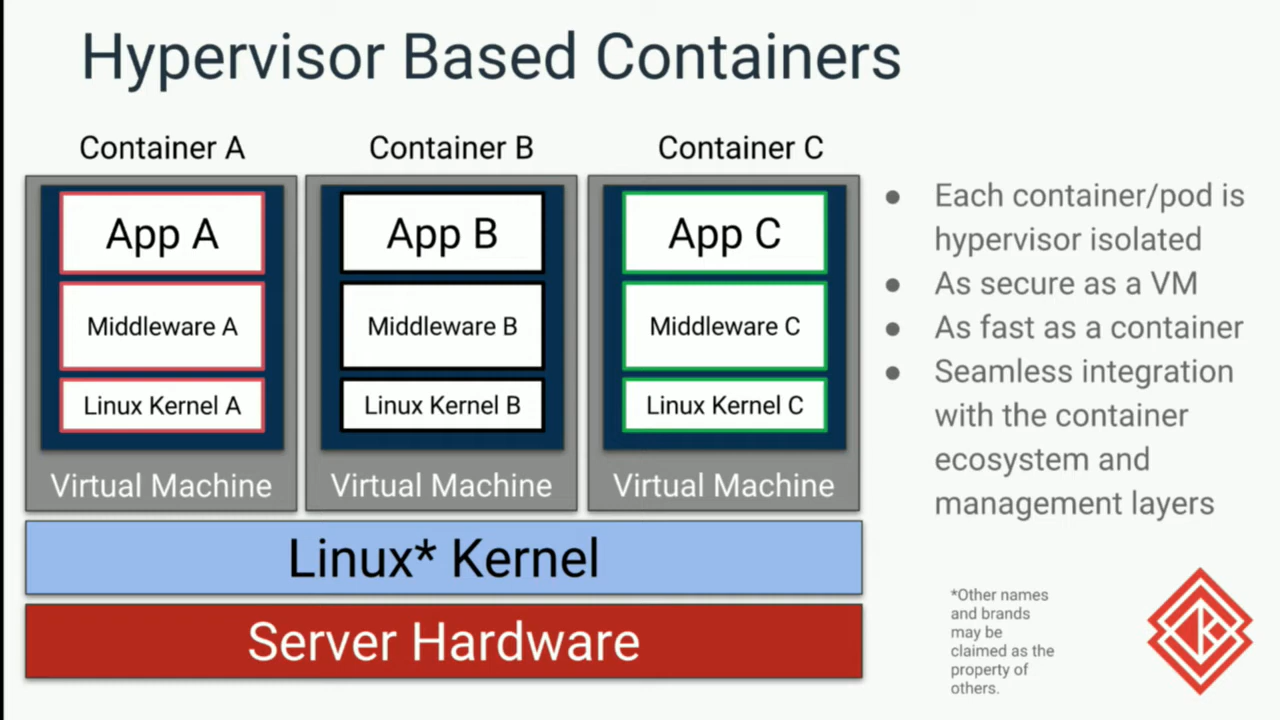 Hypervisor Based Containers
Container A
Container B
Container C
App A
App B
App C
Middleware A
Middleware B
Middleware C
Linux Kernel A
Linux Kernel B
Linux Kernel C
Virtual Machine
Virtual Machine
Virtual Machine
Linux* Kernel
Server Hardware
● Each container/pod is
hypervisor isolated
● As secure as a VM
● As fast as a container
● Seamless integration
with the container
ecosystem and
management layers
*Other names
and brands
may be
claimed as the
property of
others.